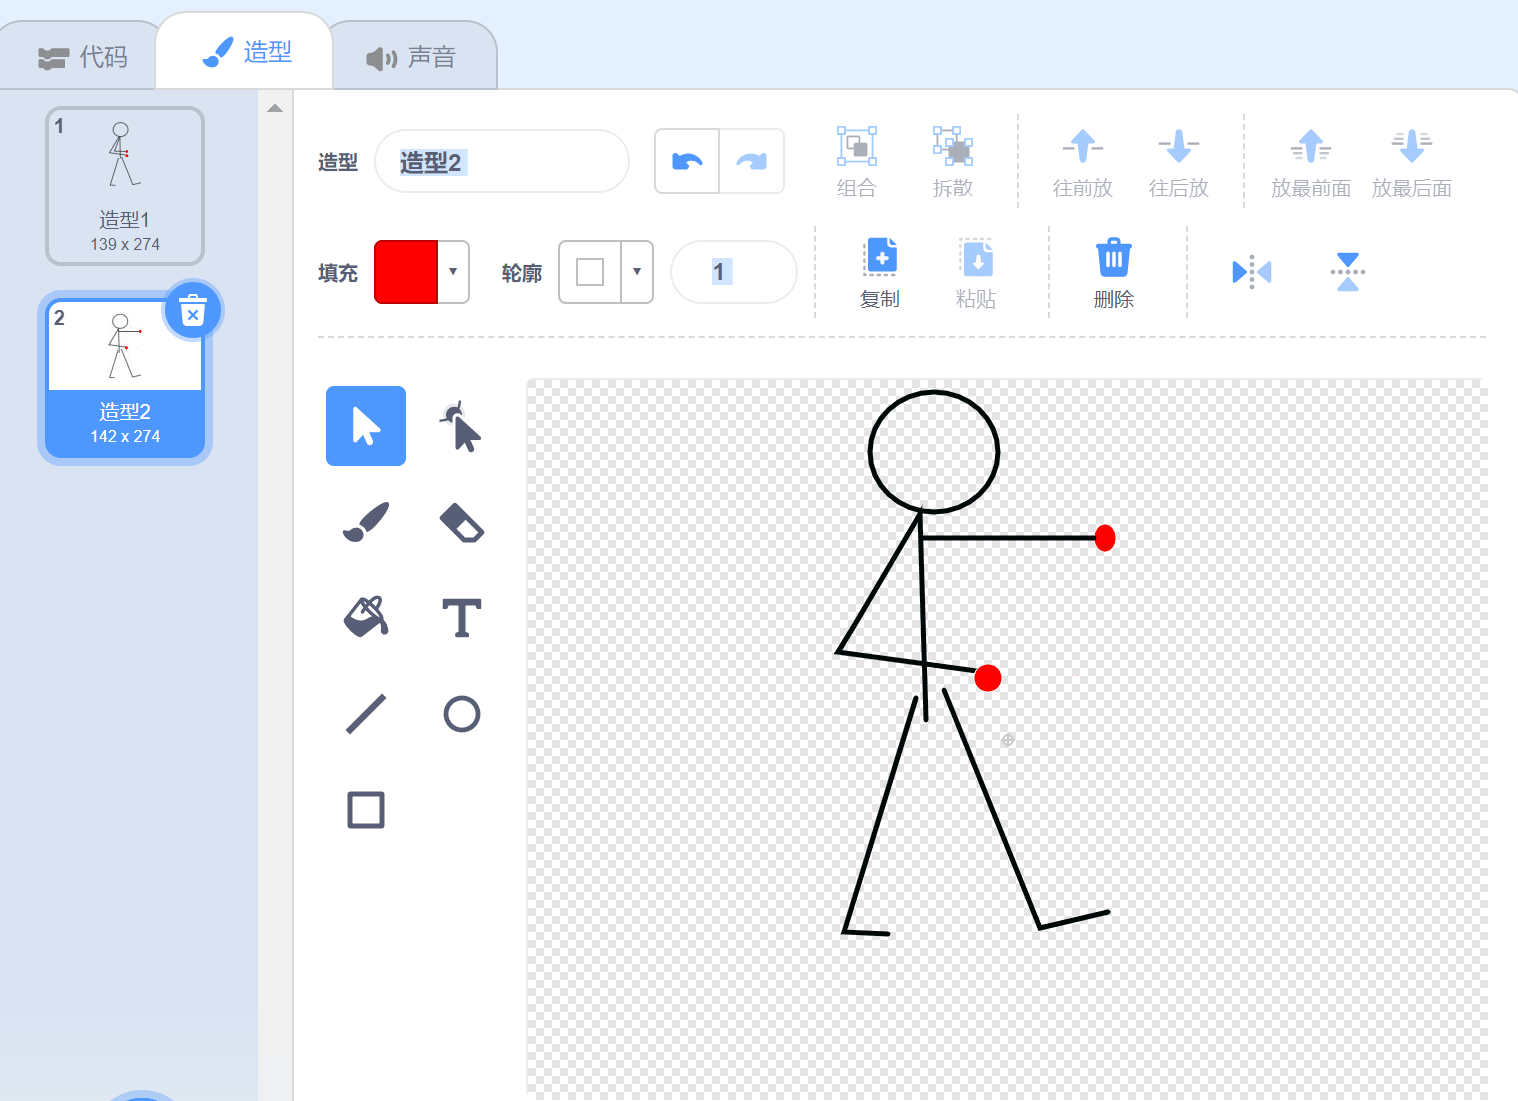 代码
造型
声音
1
造型1
139 x 274
2
造型2
142 x 274
造型
造型2
组合
拆散
往前放
往后放
放最前面
放最后面
填充
轮廓
1
复制
粘贴
删除